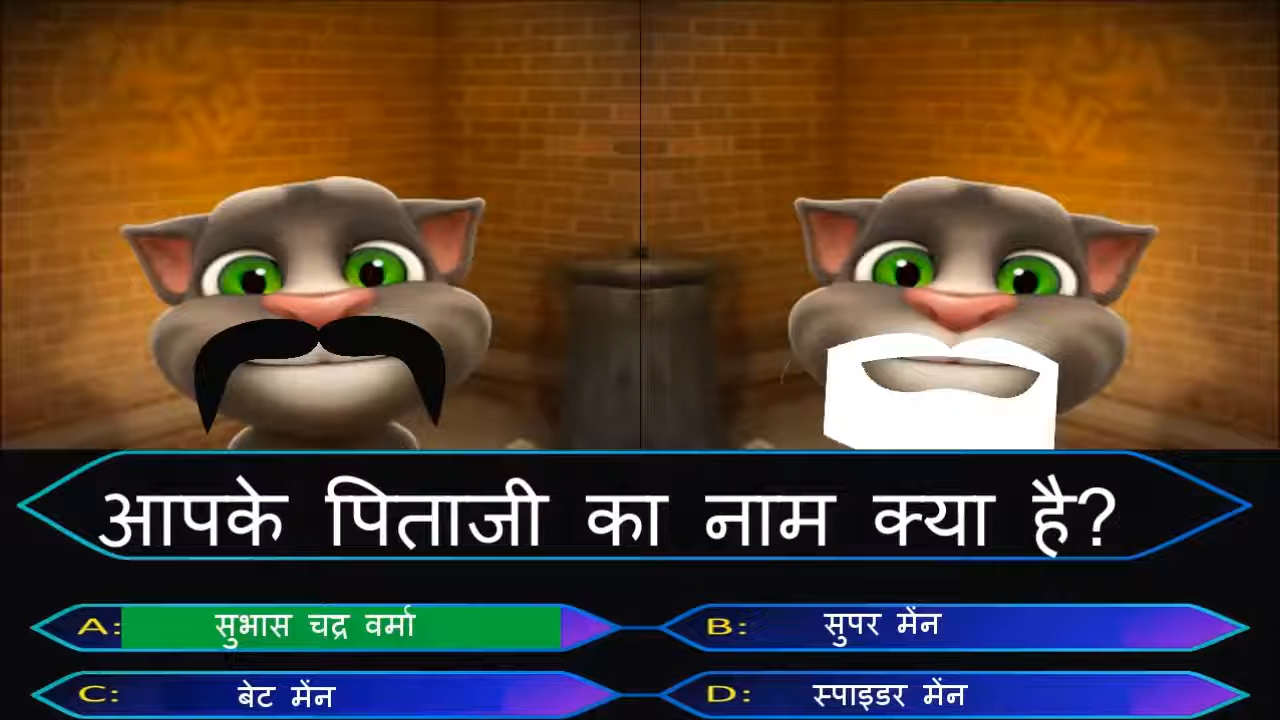 आपके पिताजी का नाम क्या है?
A: सुभास चद्र वर्मा
B: सुपर मेंन
C: बेट मेंन
D: स्पाइडर मेंन